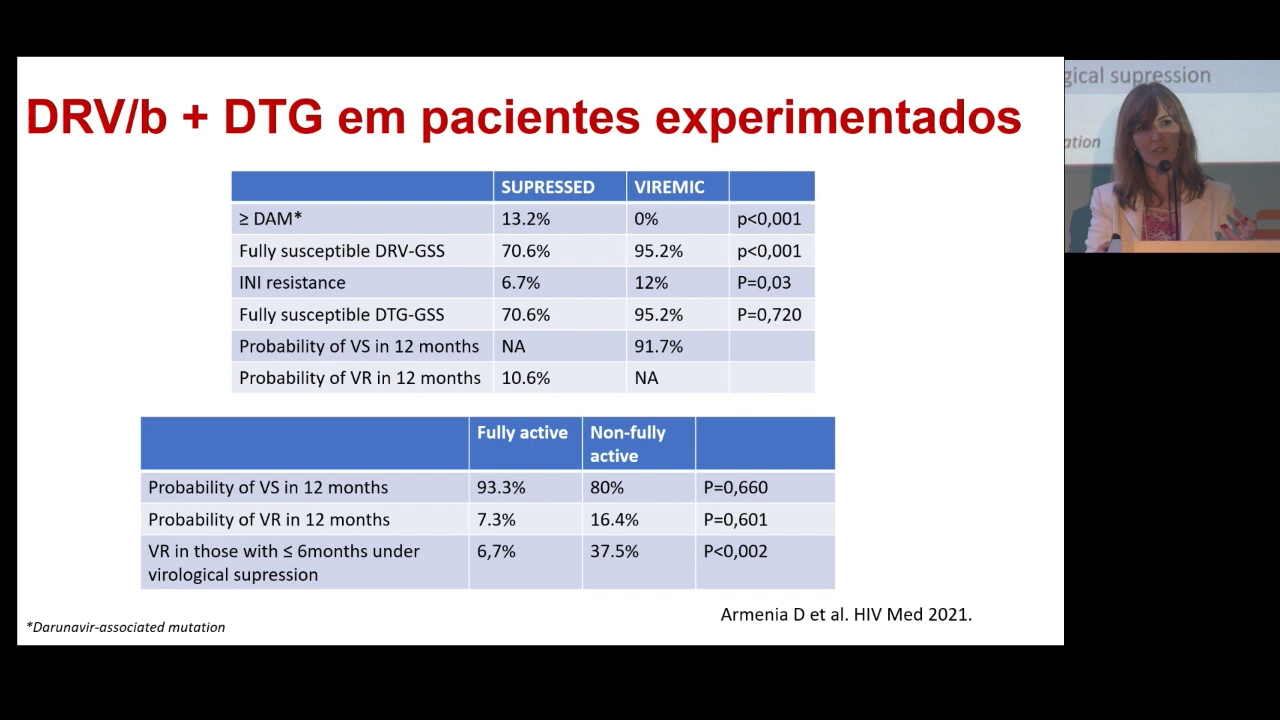 DRV/b + DTG em pacientes experimentados
SUPRESSED VIREMIC
≥ DAM* 13.2% 0% p<0,001
Fully susceptible DRV-GSS 70.6% 95.2% p<0,001
INI resistance 6.7% 12% P=0,03
Fully susceptible DTG-GSS 70.6% 95.2% P=0,720
Probability of VS in 12 months NA 91.7%
Probability of VR in 12 months 10.6% NA
Fully active Non-fully
active
Probability of VS in 12 months 93.3% 80% P=0,660
Probability of VR in 12 months 7.3% 16.4% P=0,601
VR in those with ≤ 6months under 6,7% 37.5% P<0,002
virological supression
Armenia D et al. HIV Med 2021.
*Darunavir-associated mutation
gical supression
ation